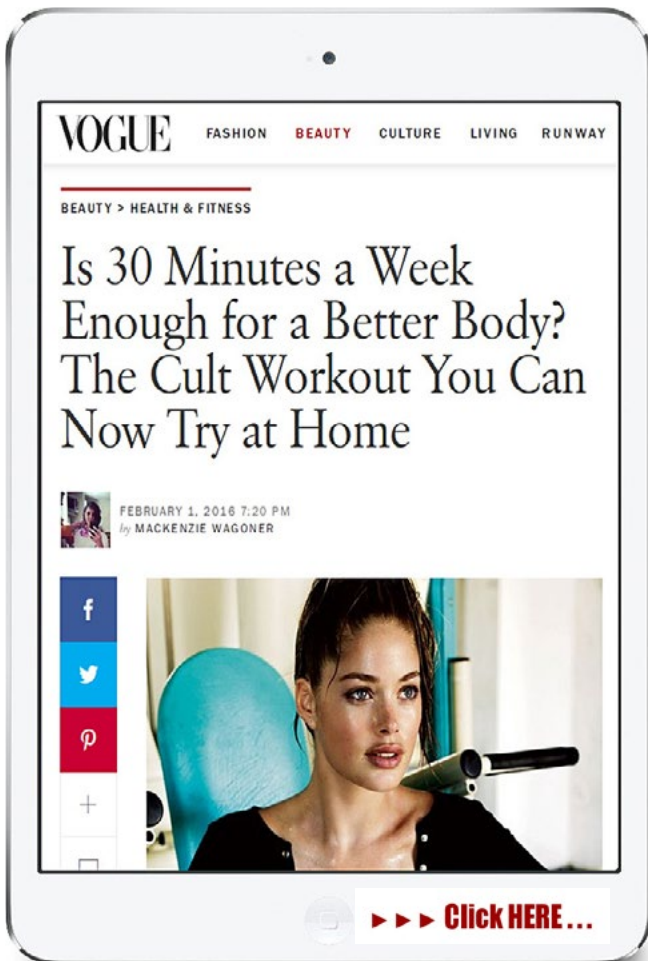 VOGUE FASHION BEAUTY CULTURE LIVING RUNWAY
BEAUTY > HEALTH & FITNESS
Is 30 Minutes a Week
Enough for a Better Body?
The Cult Workout You Can
Now Try at Home
FEBRUARY 1, 2016 7:20 PM
by MACKENZIE WAGONER
►►► Click HERE ...